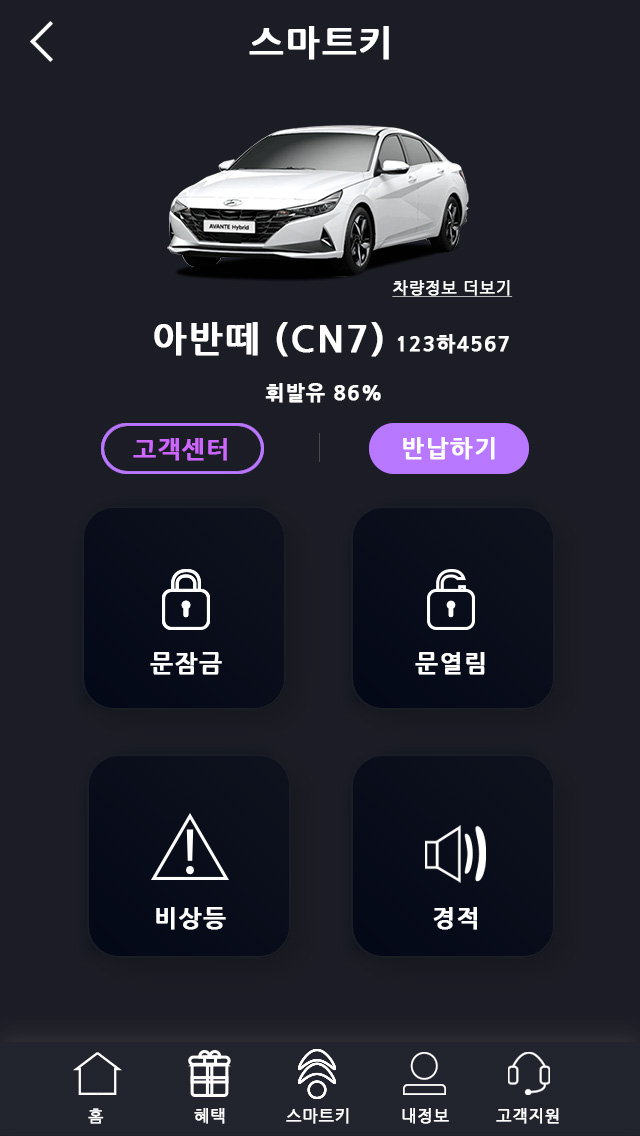 스마트키
AVANTE Hybrid
차량정보 더보기
아반떼 (CN7) 123하4567
휘발유 86%
고객센터
반납하기
문잠금
문열림
비상등
경적
홈
혜택
스마트키
내정보
고객지원